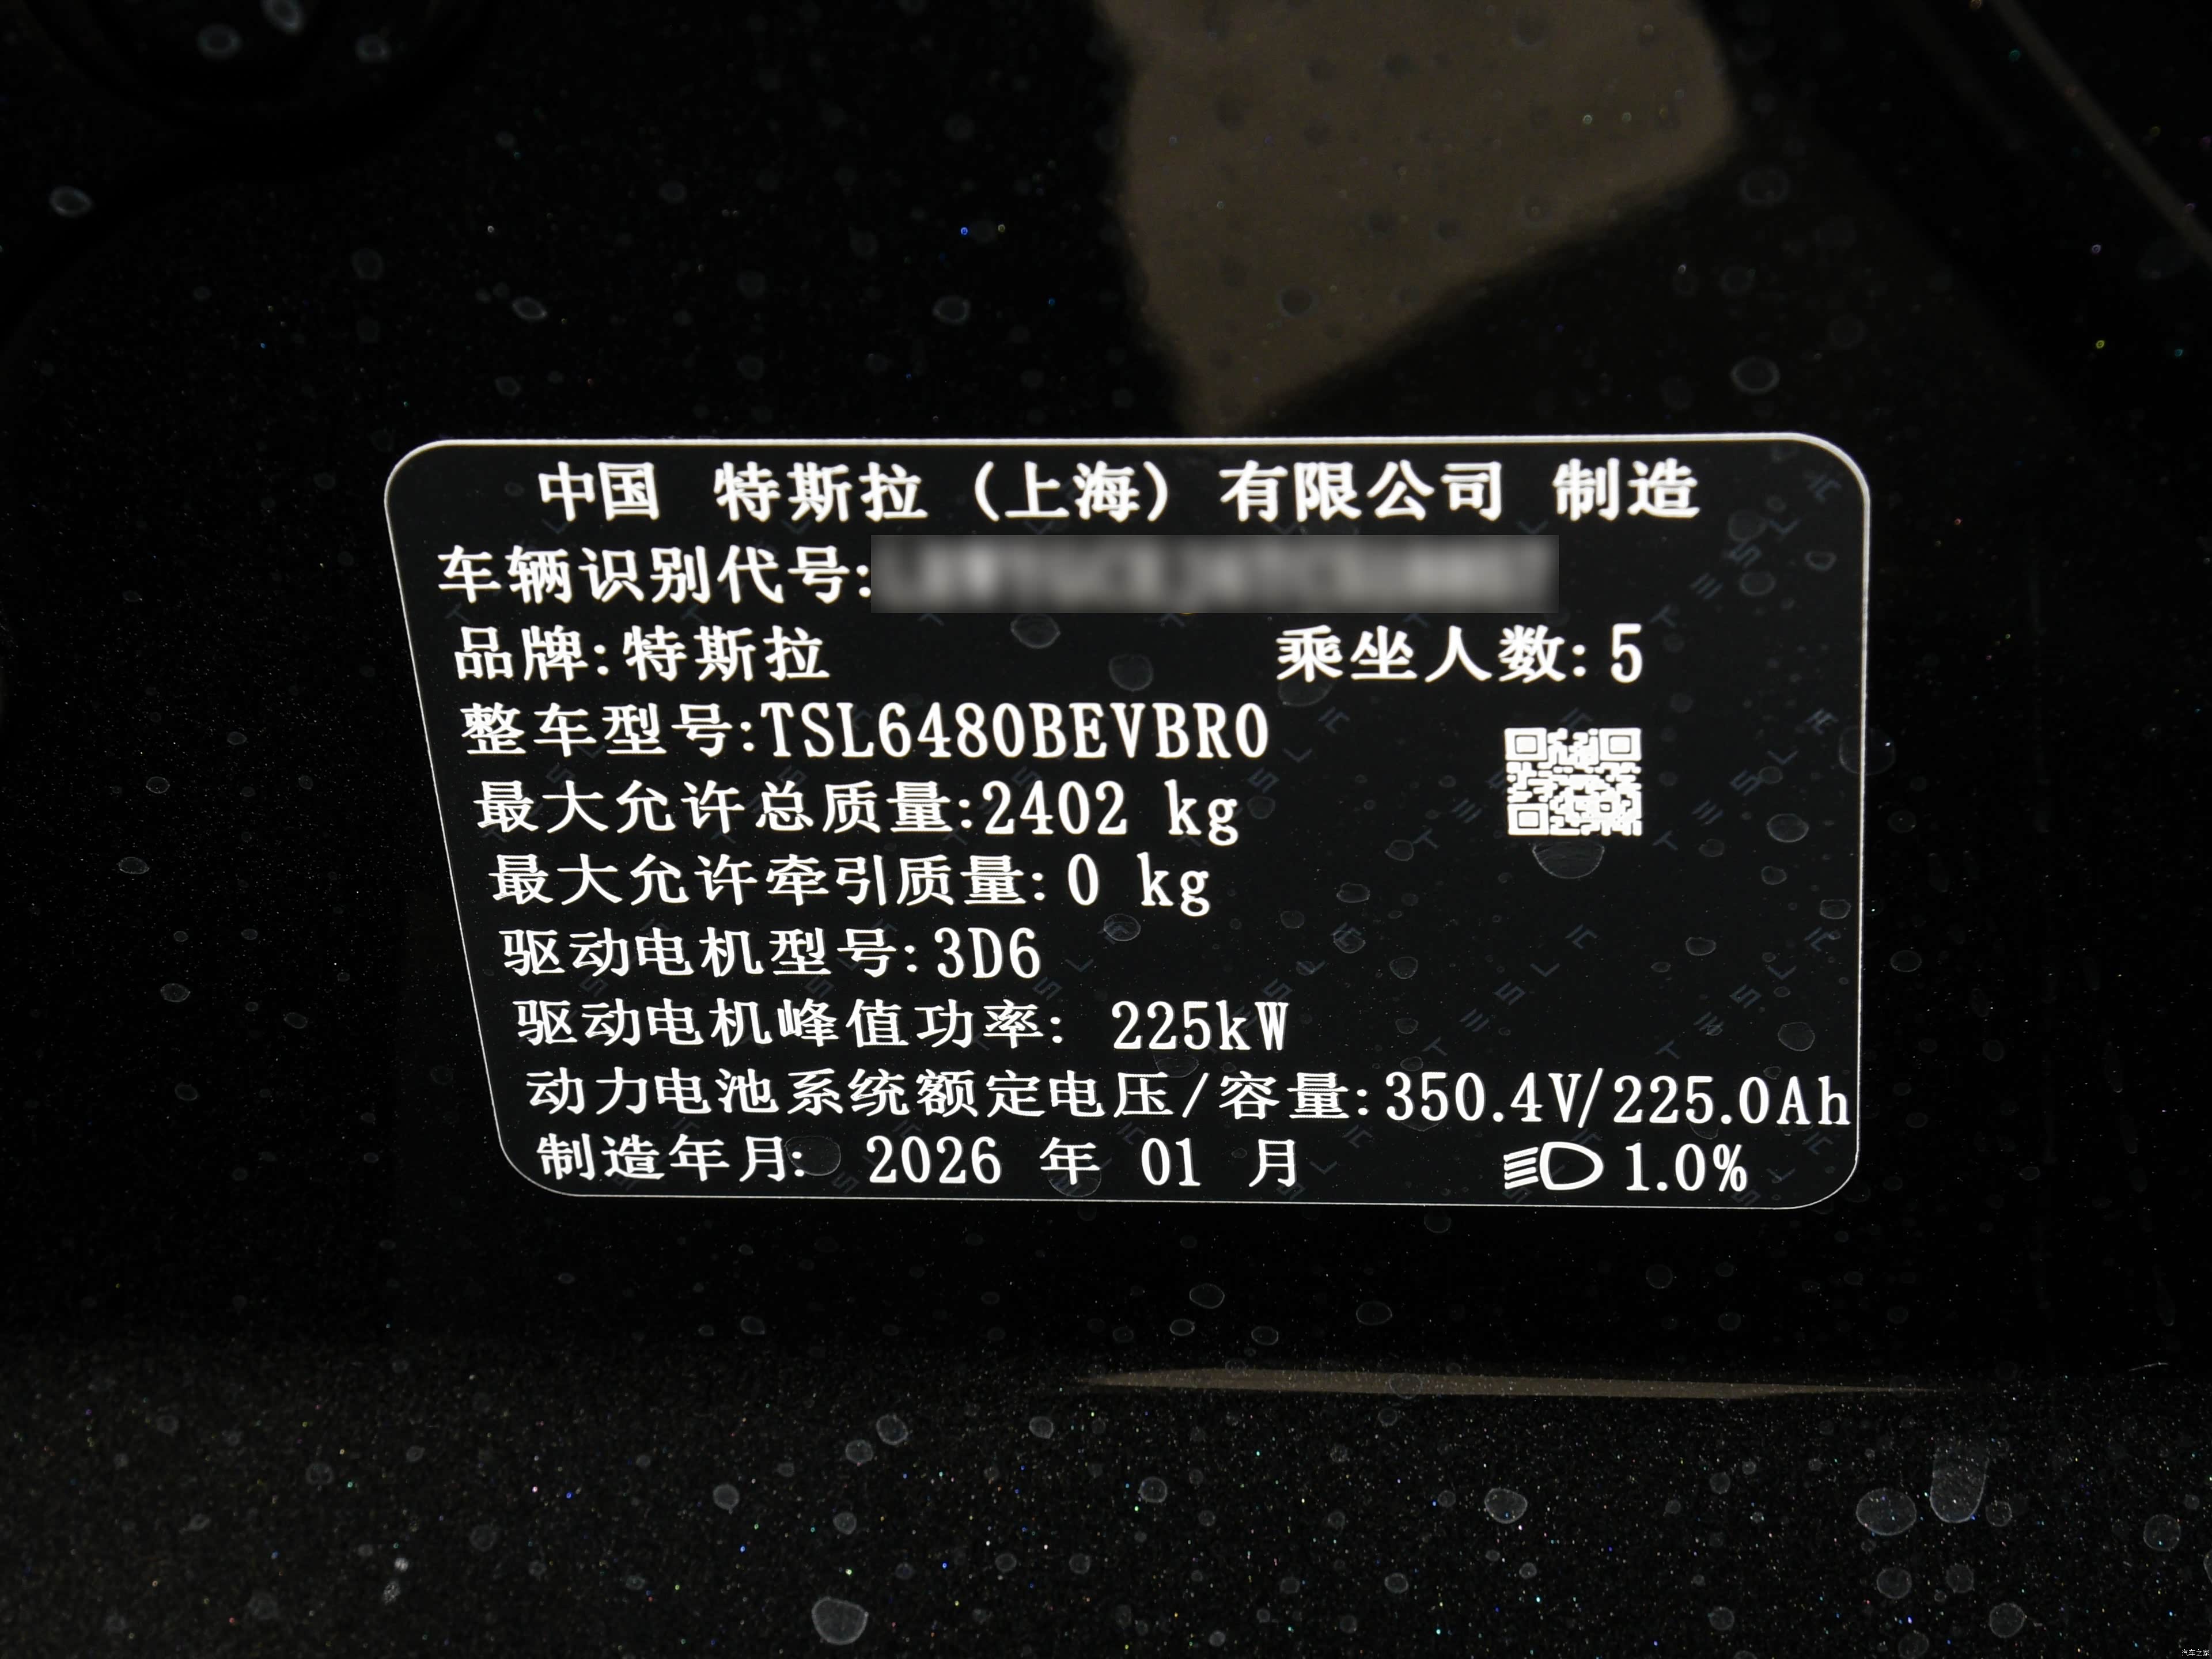 中国 特斯拉（上海）有限公司 制造
车辆识别代号:
品牌:特斯拉 乘坐人数:5
整车型号:TSL6480BEVBR0
最大允许总质量:2402 kg
最大允许牵引质量:0 kg
驱动电机型号:3D6
驱动电机峰值功率: 225kW
动力电池系统额定电压/容量:350.4V/225.0Ah
制造年月: 2026 年 01 月 1.0%
汽车之家